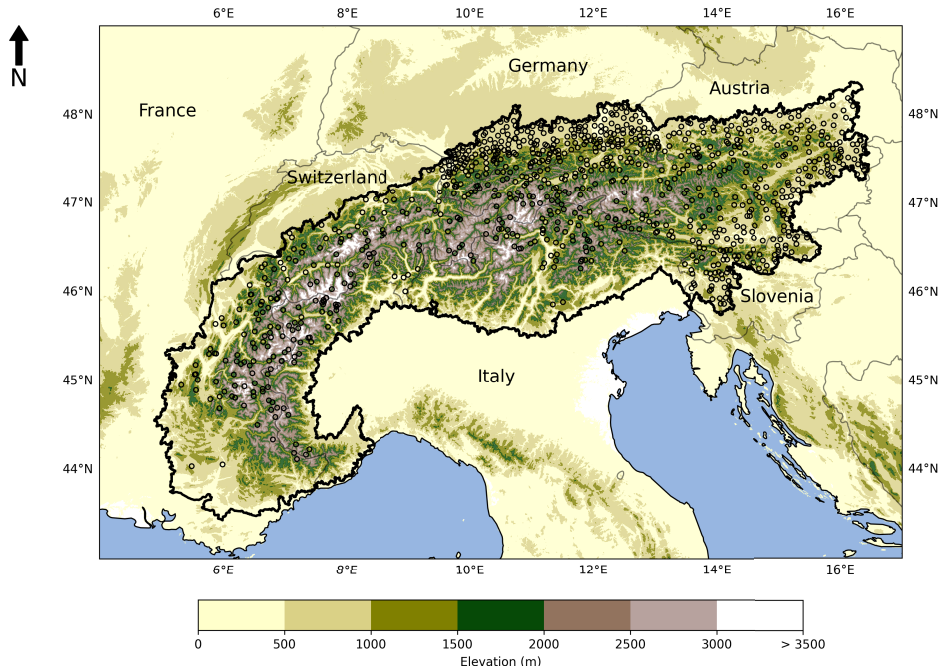 6°E 8°E 10°E 12°E 14°E 16°E
N
Germany
Austria
France
48°N 48°N
Switzerland
47°N 47°N
46°N 46°N
Slovenia
Italy
45°N 45°N
44°N 44°N
6°E 8°E 10°E 12°E 14°E 16°E
0 500 1000 1500 2000 2500 3000 > 3500
Elevation (m)